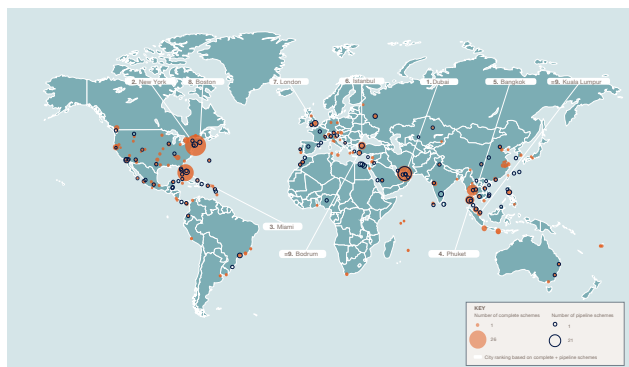 2. New York
8. Boston
7. London
6. Istanbul
1. Dubai
5. Bangkok
=9. Kuala Lumpur
3. Miami
=9. Bodrum
4. Phuket
KEY
Number of complete schemes
Number of pipeline schemes
1
1
26
21
City ranking based on complete + pipeline schemes